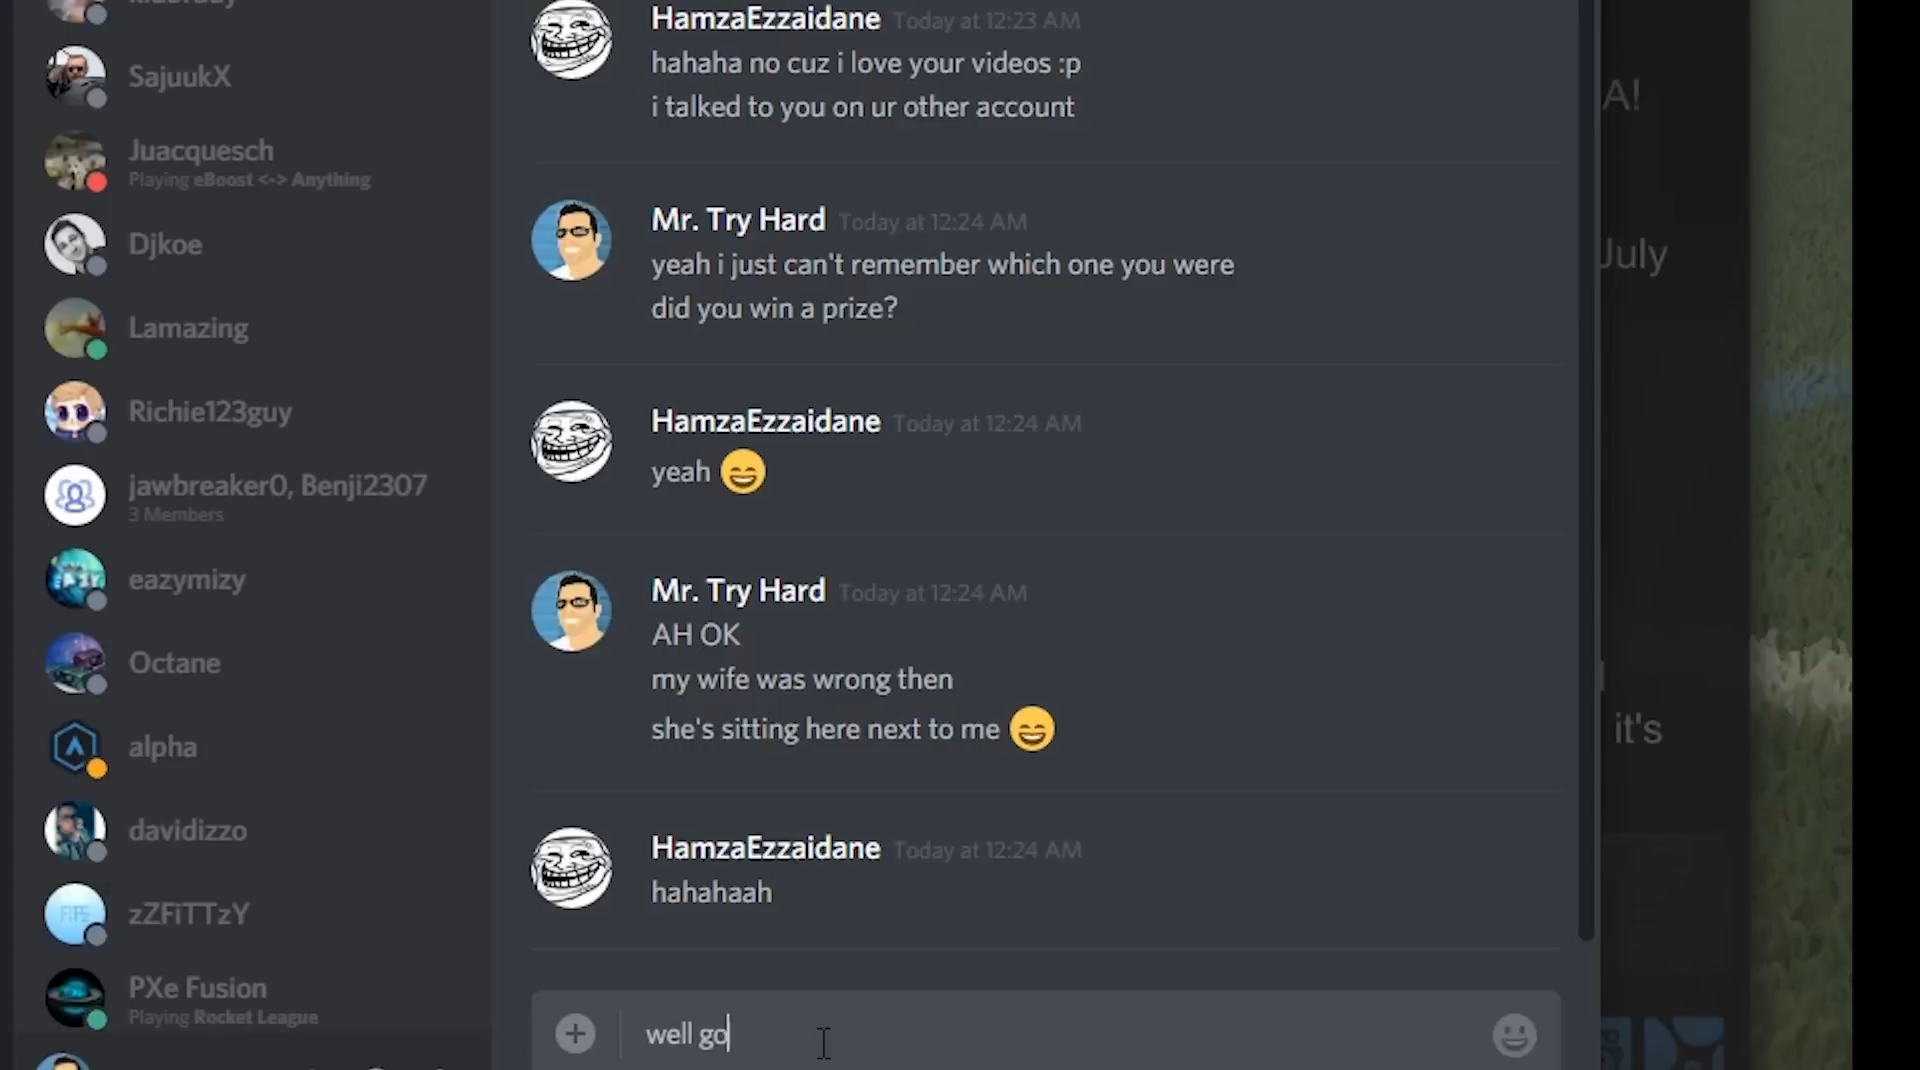 SajuukX
Juacquesch
Playing eBoost <-> Anything
Djkoe
Lamazing
Richie123guy
jawbreaker0, Benji2307
3 Members
eazymizy
Octane
alpha
davidizzo
zZFiTTzY
PXe Fusion
Playing Rocket League
HamzaEzzaidane Today at 12:23 AM
hahaha no cuz i love your videos :p
i talked to you on ur other account
Mr. Try Hard Today at 12:24 AM
yeah i just can't remember which one you were
did you win a prize?
HamzaEzzaidane Today at 12:24 AM
yeah 😄
Mr. Try Hard Today at 12:24 AM
AH OK
my wife was wrong then
she's sitting here next to me 😄
HamzaEzzaidane Today at 12:24 AM
hahahaah
well go
A!
July
it's